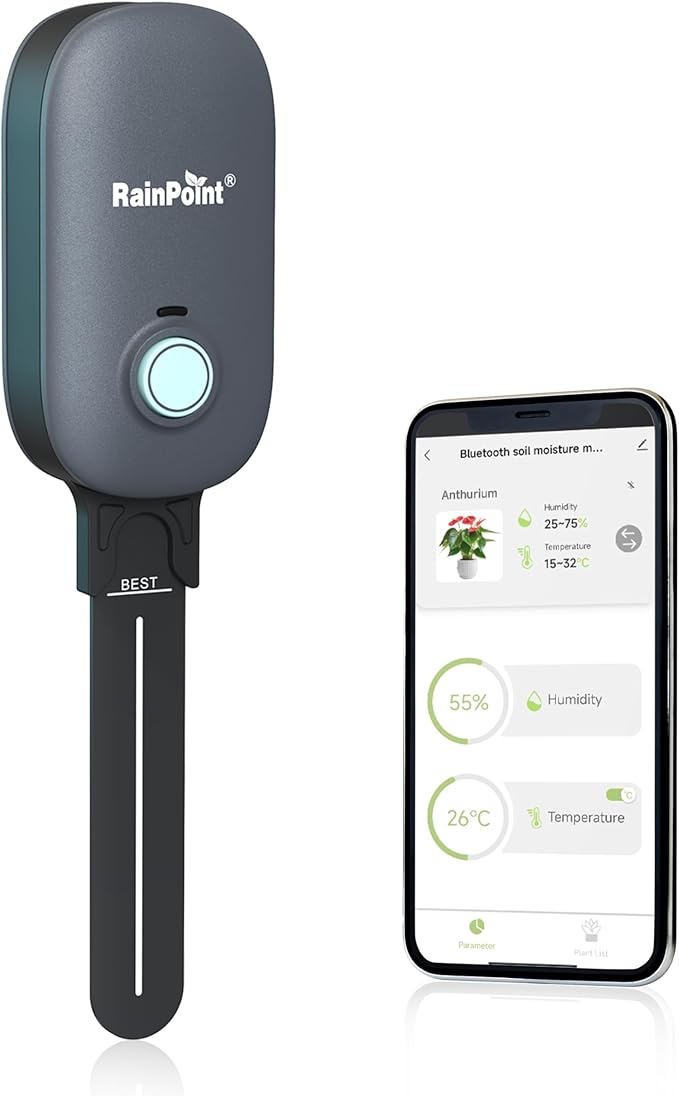 RainPoint®
BEST
Bluetooth soil moisture m...
Anthurium
Humidity
25~75%
Temperature
15~32°C
55%
Humidity
°C
26°C
Temperature
Parameter
Plant List